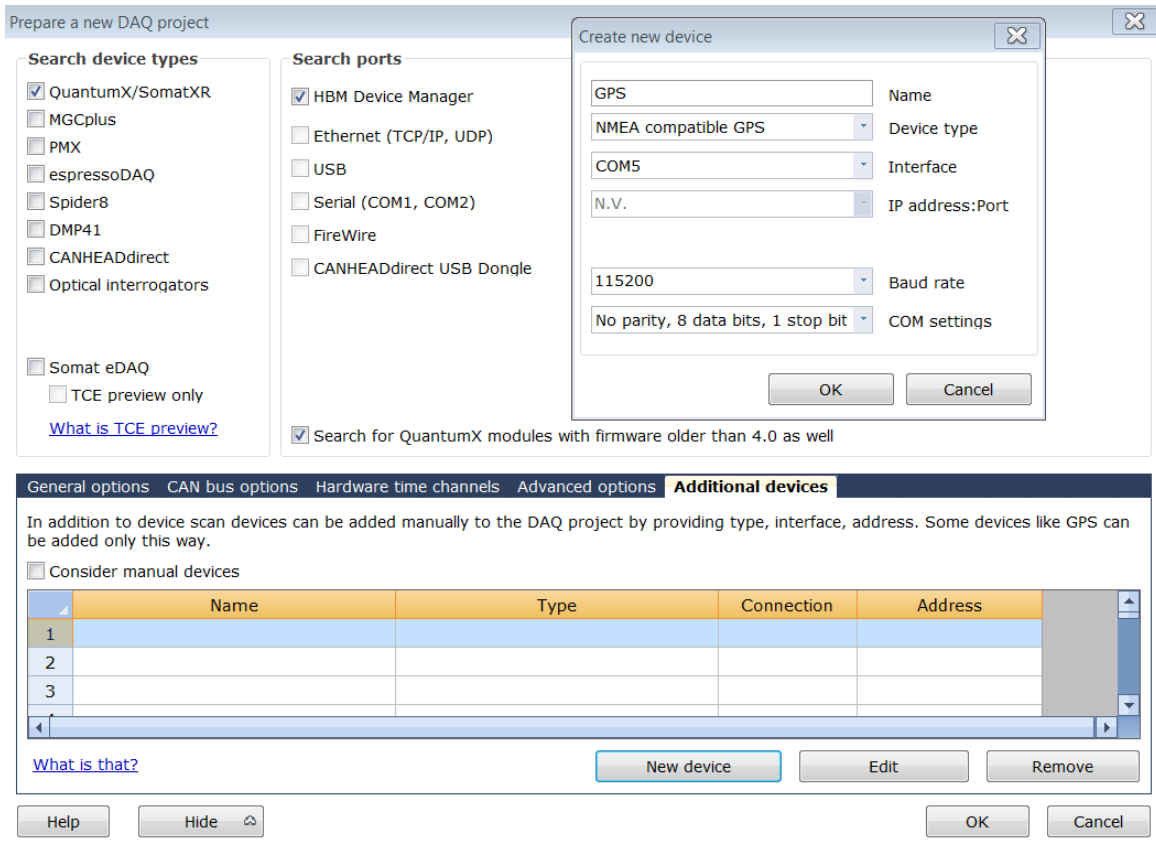 Prepare a new DAQ project
Search device types
QuantumX/SomatXR
MGCplus
PMX
espressoDAQ
Spider8
DMP41
CANHEADdirect
Optical interrogators
Somat eDAQ
TCE preview only
What is TCE preview?
Search ports
HBM Device Manager
Ethernet (TCP/IP, UDP)
USB
Serial (COM1, COM2)
FireWire
CANHEADdirect USB Dongle
Search for QuantumX modules with firmware older than 4.0 as well
Create new device
GPS Name
NMEA compatible GPS Device type
COM5 Interface
N.V. IP address:Port
115200 Baud rate
No parity, 8 data bits, 1 stop bit COM settings
OK Cancel
General options CAN bus options Hardware time channels Advanced options Additional devices
In addition to device scan devices can be added manually to the DAQ project by providing type, interface, address. Some devices like GPS can
be added only this way.
Consider manual devices
Name Type Connection Address
1
2
3
What is that? New device Edit Remove
Help Hide OK Cancel